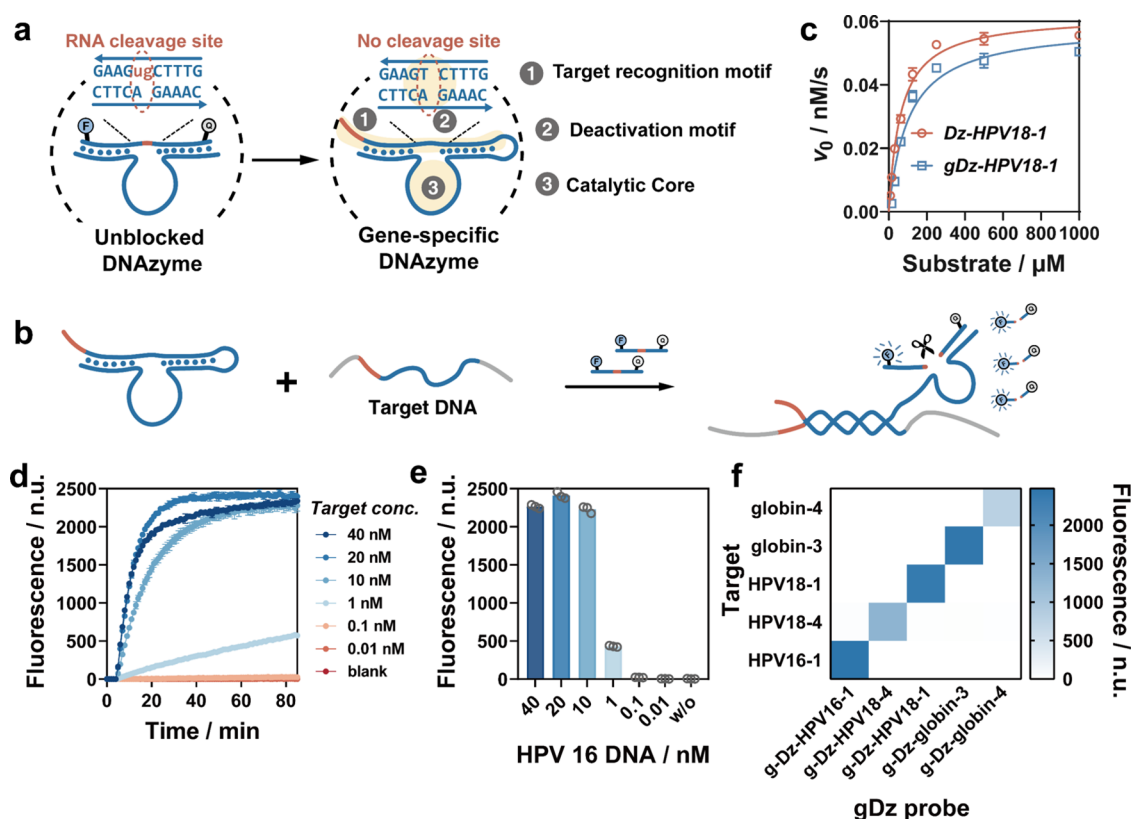 a
RNA cleavage site
GAAGugCTTTG
CTTCA GAAAC
F
Q
Unblocked
DNAzyme
No cleavage site
GAAGT CTTTG
CTTCA GAAAC
1
2
3
Gene-specific
DNAzyme
1 Target recognition motif
2 Deactivation motif
3 Catalytic Core
c
v0 / nM/s
0.06
0.04
0.02
0.00
0 200 400 600 800 1000
Substrate / μM
Dz-HPV18-1
gDz-HPV18-1
b
+
Target DNA
F Q
F Q
Q
d
Fluorescence / n.u.
2500
2000
1500
1000
500
0
0 20 40 60 80
Time / min
Target conc.
40 nM
20 nM
10 nM
1 nM
0.1 nM
0.01 nM
blank
e
Fluorescence / n.u.
2500
2000
1500
1000
500
0
40 20 10 1 0.1 0.01 w/o
HPV 16 DNA / nM
f
Target
globin-4
globin-3
HPV18-1
HPV18-4
HPV16-1
g-Dz-HPV16-1
g-Dz-HPV18-4
g-Dz-HPV18-1
g-Dz-globin-3
g-Dz-globin-4
gDz probe
2000
1500
1000
500
0
Fluorescence / n.u.